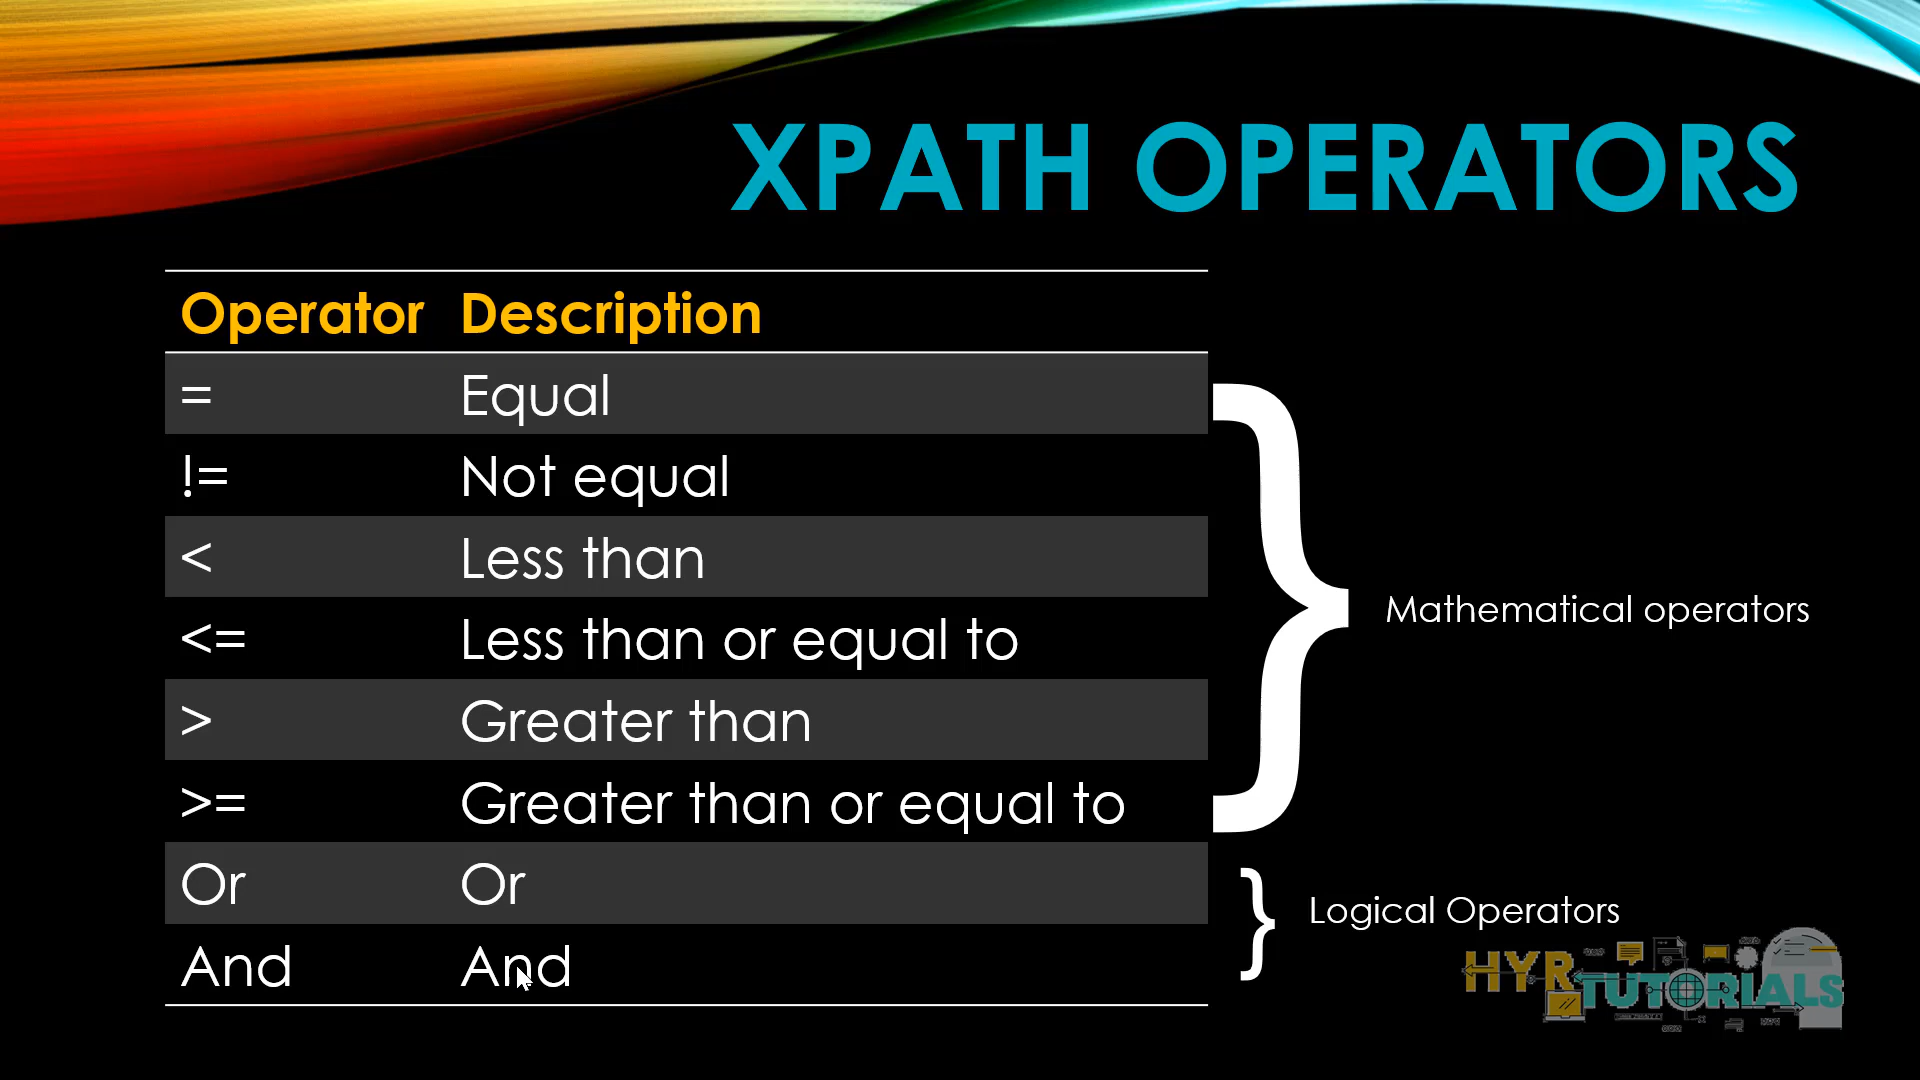 XPATH OPERATORS
Operator Description
= Equal
!= Not equal
< Less than
<= Less than or equal to
> Greater than
>= Greater than or equal to
Or Or
And And
} Mathematical operators
} Logical Operators
HYR TUTORIALS